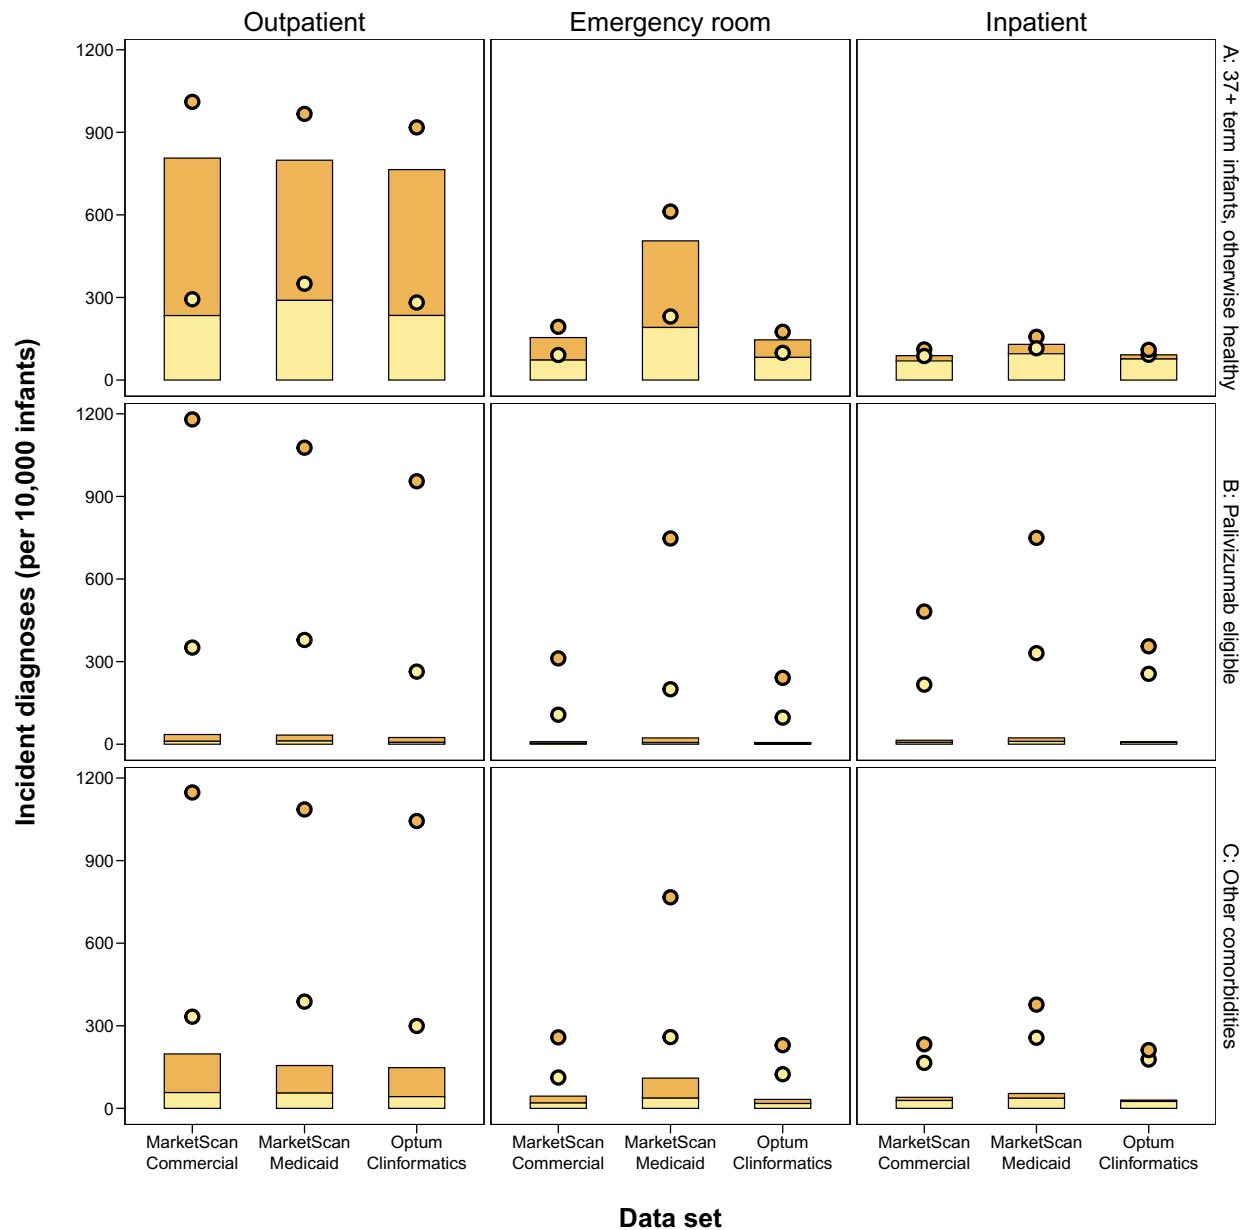 Outpatient
Emergency room
Inpatient
Incident diagnoses (per 10,000 infants)
1200
900
600
300
0
A: 37+ term infants, otherwise healthy
1200
900
600
300
0
B: Palivizumab eligible
1200
900
600
300
0
C: Other comorbidities
MarketScan
Commercial
MarketScan
Medicaid
Optum
Clinformatics
MarketScan
Commercial
MarketScan
Medicaid
Optum
Clinformatics
MarketScan
Commercial
MarketScan
Medicaid
Optum
Clinformatics
Data set